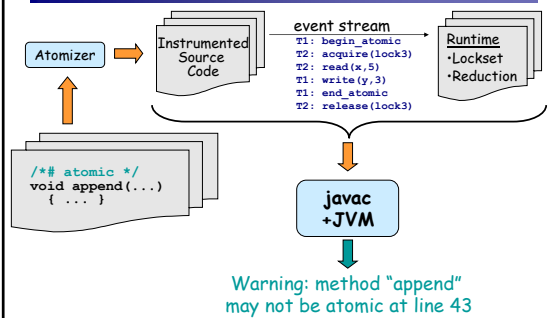 Atomizer
Instrumented
Source
Code
event stream
T1: begin_atomic
T2: acquire(lock3)
T2: read(x,5)
T1: write(y,3)
T1: end_atomic
T2: release(lock3)
Runtime
•Lockset
•Reduction
/*# atomic */
void append(...)
{ ... }
javac
+JVM
Warning: method “append”
may not be atomic at line 43